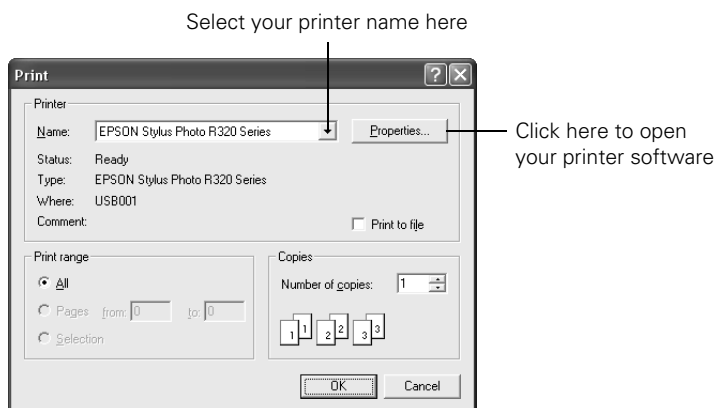 Select your printer name here
Print
Printer
Name: EPSON Stylus Photo R320 Series Properties...
Click here to open
your printer software
Status: Ready
Type: EPSON Stylus Photo R320 Series
Where: USB001
Comment: Print to file
Print range
All
Pages from: 0 to: 0
Selection
Copies
Number of copies: 1
1 1 2 2 3 3
OK Cancel